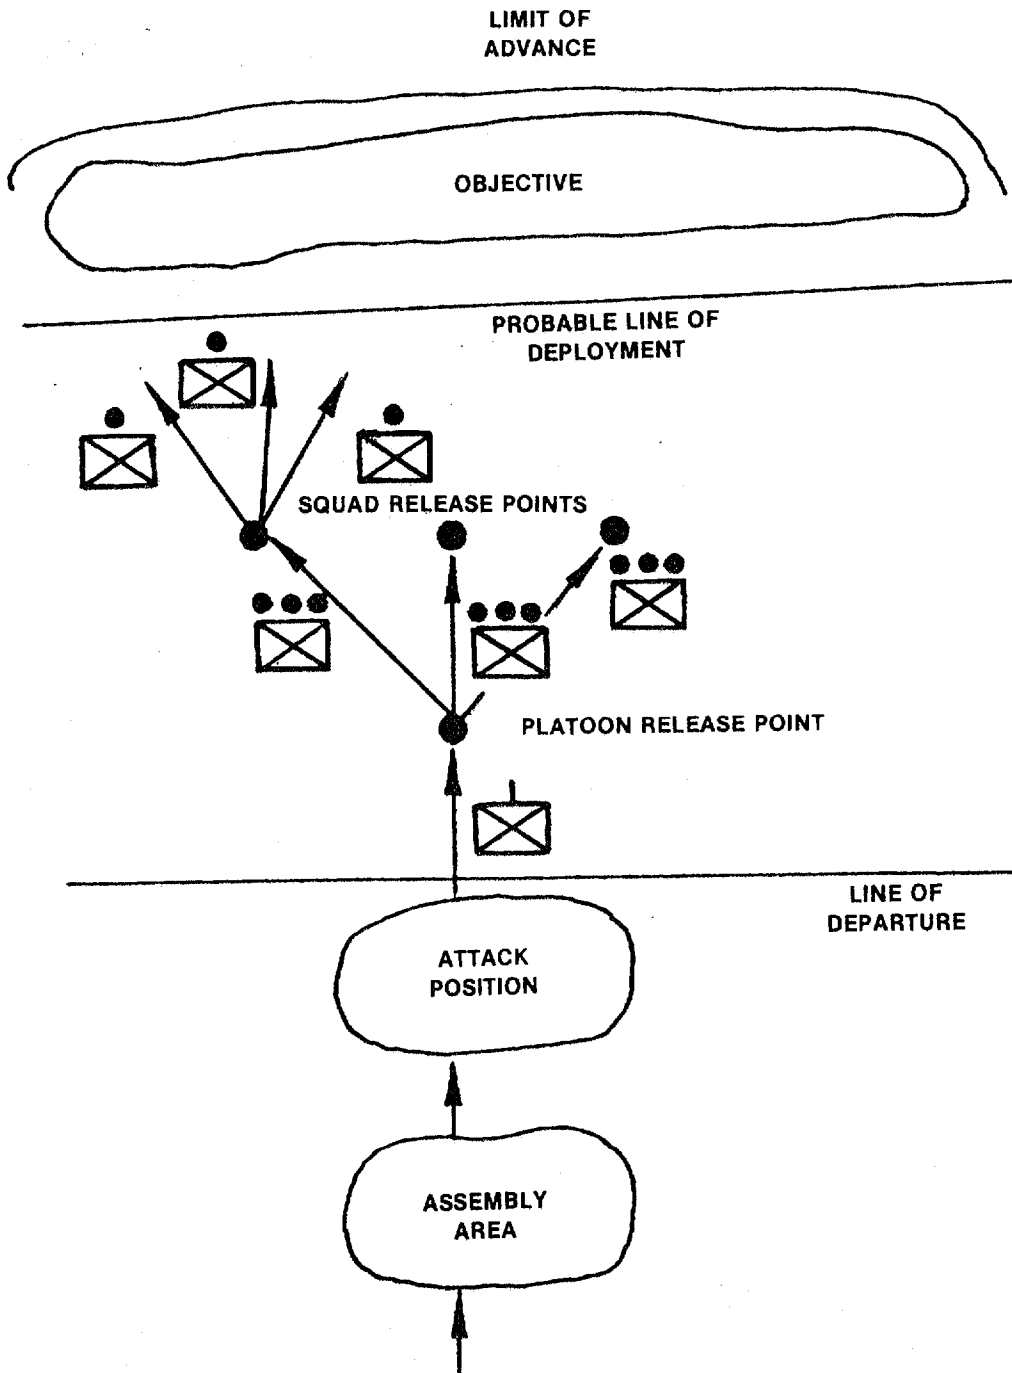 LIMIT OF
ADVANCE
OBJECTIVE
PROBABLE LINE OF
DEPLOYMENT
SQUAD RELEASE POINTS
PLATOON RELEASE POINT
LINE OF
DEPARTURE
ATTACK
POSITION
ASSEMBLY
AREA